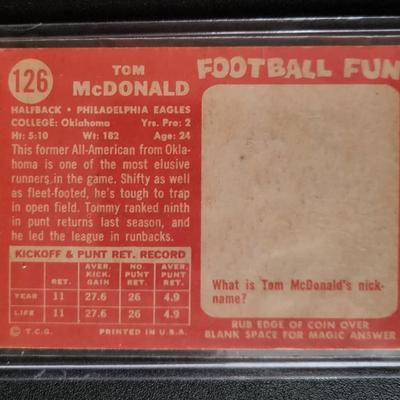 126
TOM
McDONALD
HALFBACK • PHILADELPHIA EAGLES
COLLEGE: Oklahoma Yrs. Pro: 2
Ht: 5:10 Wt: 182 Age: 24
This former All-American from Okla-
homa is one of the most elusive
runners in the game. Shifty as well
as fleet-footed, he's tough to trap
in open field. Tommy ranked ninth
in punt returns last season, and
he led the league in runbacks.
KICKOFF & PUNT RET. RECORD
RET. AVER. KICK. GAIN NO. PUNT RET. AVER. PUNT RET.
YEAR 11 27.6 26 4.9
LIFE 11 27.6 26 4.9
© T.C.G. PRINTED IN U.S.A.
FOOTBALL FUN
What is Tom McDonald's nick-
name?
RUB EDGE OF COIN OVER
BLANK SPACE FOR MAGIC ANSWER